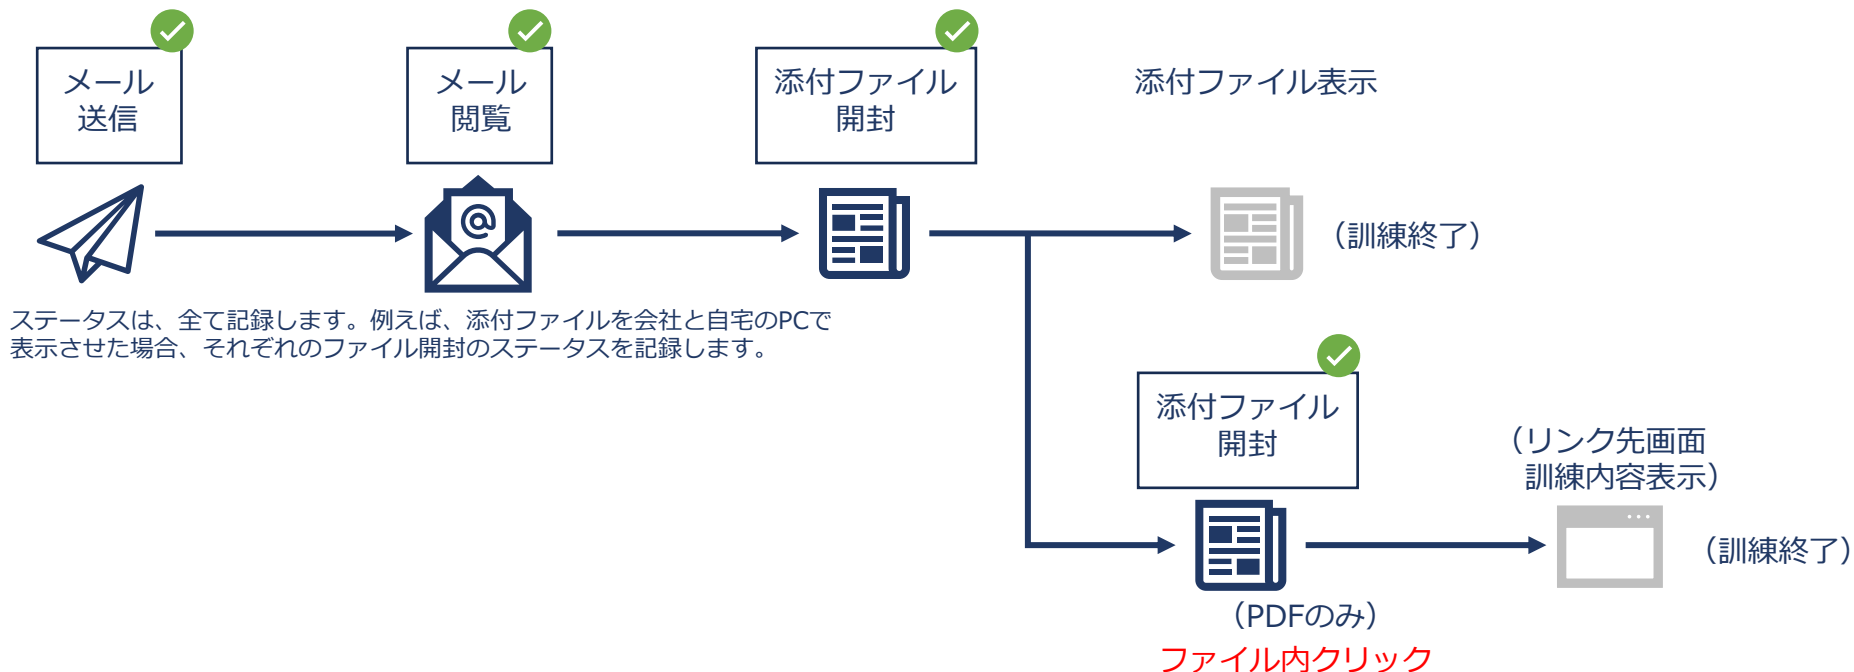 メール
送信
メール
閲覧
添付ファイル
開封
添付ファイル表示
（訓練終了）
ステータスは、全て記録します。例えば、添付ファイルを会社と自宅のPCで
表示させた場合、それぞれのファイル開封のステータスを記録します。
添付ファイル
開封
（リンク先画面
訓練内容表示）
（訓練終了）
（PDFのみ）
ファイル内クリック